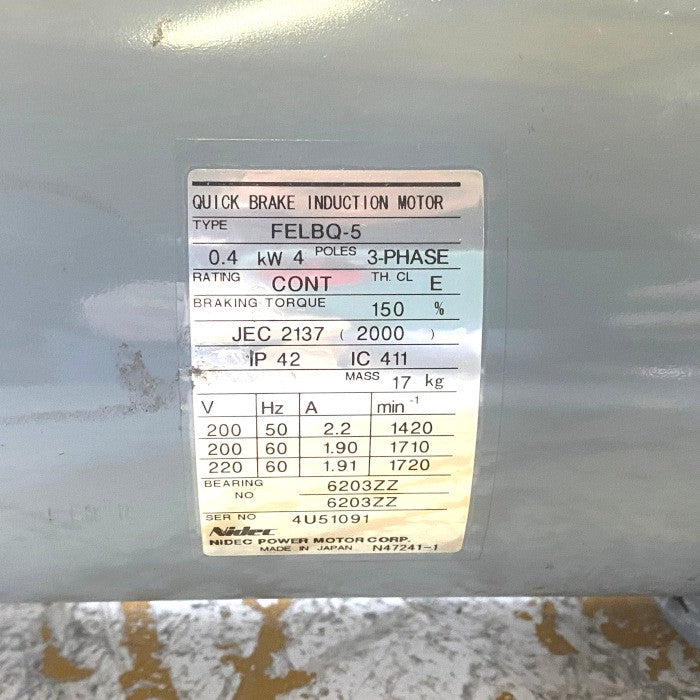 QUICK BRAKE INDUCTION MOTOR
TYPE FELBQ-5
0.4 kW 4 POLES 3-PHASE
RATING CONT TH. CL E
BRAKING TORQUE 150 %
JEC 2137 ( 2000 )
IP 42 IC 411
MASS 17 kg
V Hz A min⁻¹
200 50 2.2 1420
200 60 1.90 1710
220 60 1.91 1720
BEARING NO 6203ZZ
6203ZZ
SER NO 4U51091
Nidec
NIDEC POWER MOTOR CORP.
MADE IN JAPAN N47241-1